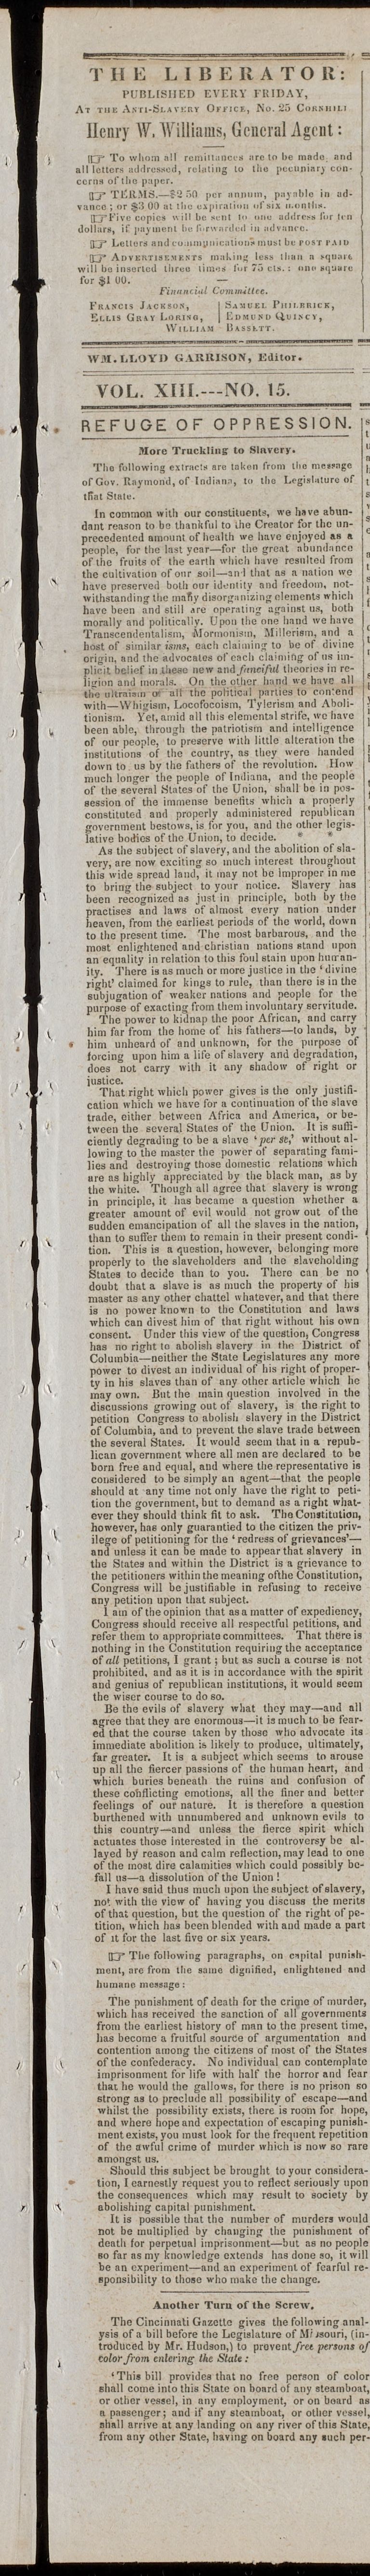 THE LIBERATOR:
PUBLISHED EVERY FRIDAY,
AT THE ANTI-SLAVERY OFFICE, NO. 25 CORNHILL
Henry W. Williams, General Agent:
☞ To whom all remittances are to be made, and
all letters addressed, relating to the pecuniary con-
cerns of the paper.
☞ TERMS.—$2 50 per annum, payable in ad-
vance; or $3 00 at the expiration of six months.
☞ Five copies will be sent to one address for ten
dollars, if payment be forwarded in advance.
☞ Letters and communications must be POST PAID
☞ ADVERTISEMENTS making less than a square
will be inserted three times for 75 cts.: one square
for $1 00.
Financial Committee.
FRANCIS JACKSON, | SAMUEL PHILBRICK,
ELLIS GRAY LORING, | EDMUND QUINCY,
WILLIAM BASSETT.
WM. LLOYD GARRISON, Editor.
VOL. XIII.---NO. 15.
REFUGE OF OPPRESSION.
More Truckling to Slavery.
The following extracts are taken from the message
of Gov. Raymond, of Indiana, to the Legislature of
that State.
In common with our constituents, we have abun-
dant reason to be thankful to the Creator for the un-
precedented amount of health we have enjoyed as a
people, for the last year—for the great abundance
of the fruits of the earth which have resulted from
the cultivation of our soil—and that as a nation we
have preserved both our identity and freedom, not-
withstanding the many disorganizing elements which
have been and still are operating against us, both
morally and politically. Upon the one hand we have
Transcendentalism, Mormonism, Millerism, and a
host of similar isms, each claiming to be of divine
origin, and the advocates of each claiming of us im-
plicit belief in these new and fanciful theories in re-
ligion and morals. On the other hand we have all
the ultraism of all the political parties to contend
with—Whigism, Locofocoism, Tylerism and Aboli-
tionism. Yet, amid all this elemental strife, we have
been able, through the patriotism and intelligence
of our people, to preserve with little alteration the
institutions of the country, as they were handed
down to us by the fathers of the revolution. How
much longer the people of Indiana, and the people
of the several States of the Union, shall be in pos-
session of the immense benefits which a properly
constituted and properly administered republican
government bestows, is for you, and the other legis-
lative bodies of the Union, to decide. * *
As the subject of slavery, and the abolition of sla-
very, are now exciting so much interest throughout
this wide spread land, it may not be improper in me
to bring the subject to your notice. Slavery has
been recognized as just in principle, both by the
practises and laws of almost every nation under
heaven, from the earliest periods of the world, down
to the present time. The most barbarous, and the
most enlightened and christian nations stand upon
an equality in relation to this foul stain upon human-
ity. There is as much or more justice in the 'divine
right' claimed for kings to rule, than there is in the
subjugation of weaker nations and people for the
purpose of exacting from them involuntary servitude.
The power to kidnap the poor African, and carry
him far from the home of his fathers—to lands, by
him unheard of and unknown, for the purpose of
forcing upon him a life of slavery and degradation,
does not carry with it any shadow of right or
justice.
That right which power gives is the only justifi-
cation which we have for a continuation of the slave
trade, either between Africa and America, or be-
tween the several States of the Union. It is suffi-
ciently degrading to be a slave 'per se,' without al-
lowing to the master the power of separating fami-
lies and destroying those domestic relations which
are as highly appreciated by the black man, as by
the white. Though all agree that slavery is wrong
in principle, it has became a question whether a
greater amount of evil would not grow out of the
sudden emancipation of all the slaves in the nation,
than to suffer them to remain in their present condi-
tion. This is a question, however, belonging more
properly to the slaveholders and the slaveholding
States to decide than to you. There can be no
doubt that a slave is as much the property of his
master as any other chattel whatever, and that there
is no power known to the Constitution and laws
which can divest him of that right without his own
consent. Under this view of the question, Congress
has no right to abolish slavery in the District of
Columbia—neither the State Legislatures any more
power to divest an individual of his right of proper-
ty in his slaves than of any other article which he
may own. But the main question involved in the
discussions growing out of slavery, is the right to
petition Congress to abolish slavery in the District
of Columbia, and to prevent the slave trade between
the several States. It would seem that in a repub-
lican government where all men are declared to be
born free and equal, and where the representative is
considered to be simply an agent—that the people
should at any time not only have the right to peti-
tion the government, but to demand as a right what-
ever they should think fit to ask. The Constitution,
however, has only guarantied to the citizen the priv-
ilege of petitioning for the 'redress of grievances'—
and unless it can be made to appear that slavery in
the States and within the District is a grievance to
the petitioners within the meaning of the Constitution,
Congress will be justifiable in refusing to receive
any petition upon that subject.
I am of the opinion that as a matter of expediency,
Congress should receive all respectful petitions, and
refer them to appropriate committees. That there is
nothing in the Constitution requiring the acceptance
of all petitions, I grant; but as such a course is not
prohibited, and as it is in accordance with the spirit
and genius of republican institutions, it would seem
the wiser course to do so.
Be the evils of slavery what they may—and all
agree that they are enormous—it is much to be fear-
ed that the course taken by those who advocate its
immediate abolition is likely to produce, ultimately,
far greater. It is a subject which seems to arouse
up all the fiercer passions of the human heart, and
which buries beneath the ruins and confusion of
these conflicting emotions, all the finer and better
feelings of our nature. It is therefore a question
burthened with unnumbered and unknown evils to
this country—and unless the fierce spirit which
actuates those interested in the controversy be al-
layed by reason and calm reflection, may lead to one
of the most dire calamities which could possibly be-
fall us—a dissolution of the Union!
I have said thus much upon the subject of slavery,
not with the view of having you discuss the merits
of that question, but the question of the right of pe-
tition, which has been blended with and made a part
of it for the last five or six years.
☞ The following paragraphs, on capital punish-
ment, are from the same dignified, enlightened and
humane message:
The punishment of death for the crime of murder,
which has received the sanction of all governments
from the earliest history of man to the present time,
has become a fruitful source of argumentation and
contention among the citizens of most of the States
of the confederacy. No individual can contemplate
imprisonment for life with half the horror and fear
that he would the gallows, for there is no prison so
strong as to preclude all possibility of escape—and
whilst the possibility exists, there is room for hope,
and where hope and expectation of escaping punish-
ment exists, you must look for the frequent repetition
of the awful crime of murder which is now so rare
amongst us.
Should this subject be brought to your considera-
tion, I earnestly request you to reflect seriously upon
the consequences which may result to society by
abolishing capital punishment.
It is possible that the number of murders would
not be multiplied by changing the punishment of
death for perpetual imprisonment—but as no people
so far as my knowledge extends has done so, it will
be an experiment—and an experiment of fearful re-
sponsibility to those who make the change.
Another Turn of the Screw.
The Cincinnati Gazette gives the following anal-
ysis of a bill before the Legislature of Missouri, (in-
troduced by Mr. Hudson,) to prevent free persons of
color from entering the State:
'This bill provides that no free person of color
shall come into this State on board of any steamboat,
or other vessel, in any employment, or on board as
a passenger; and if any steamboat, or other vessel,
shall arrive at any landing on any river of this State,
from any other State, having on board any such per-